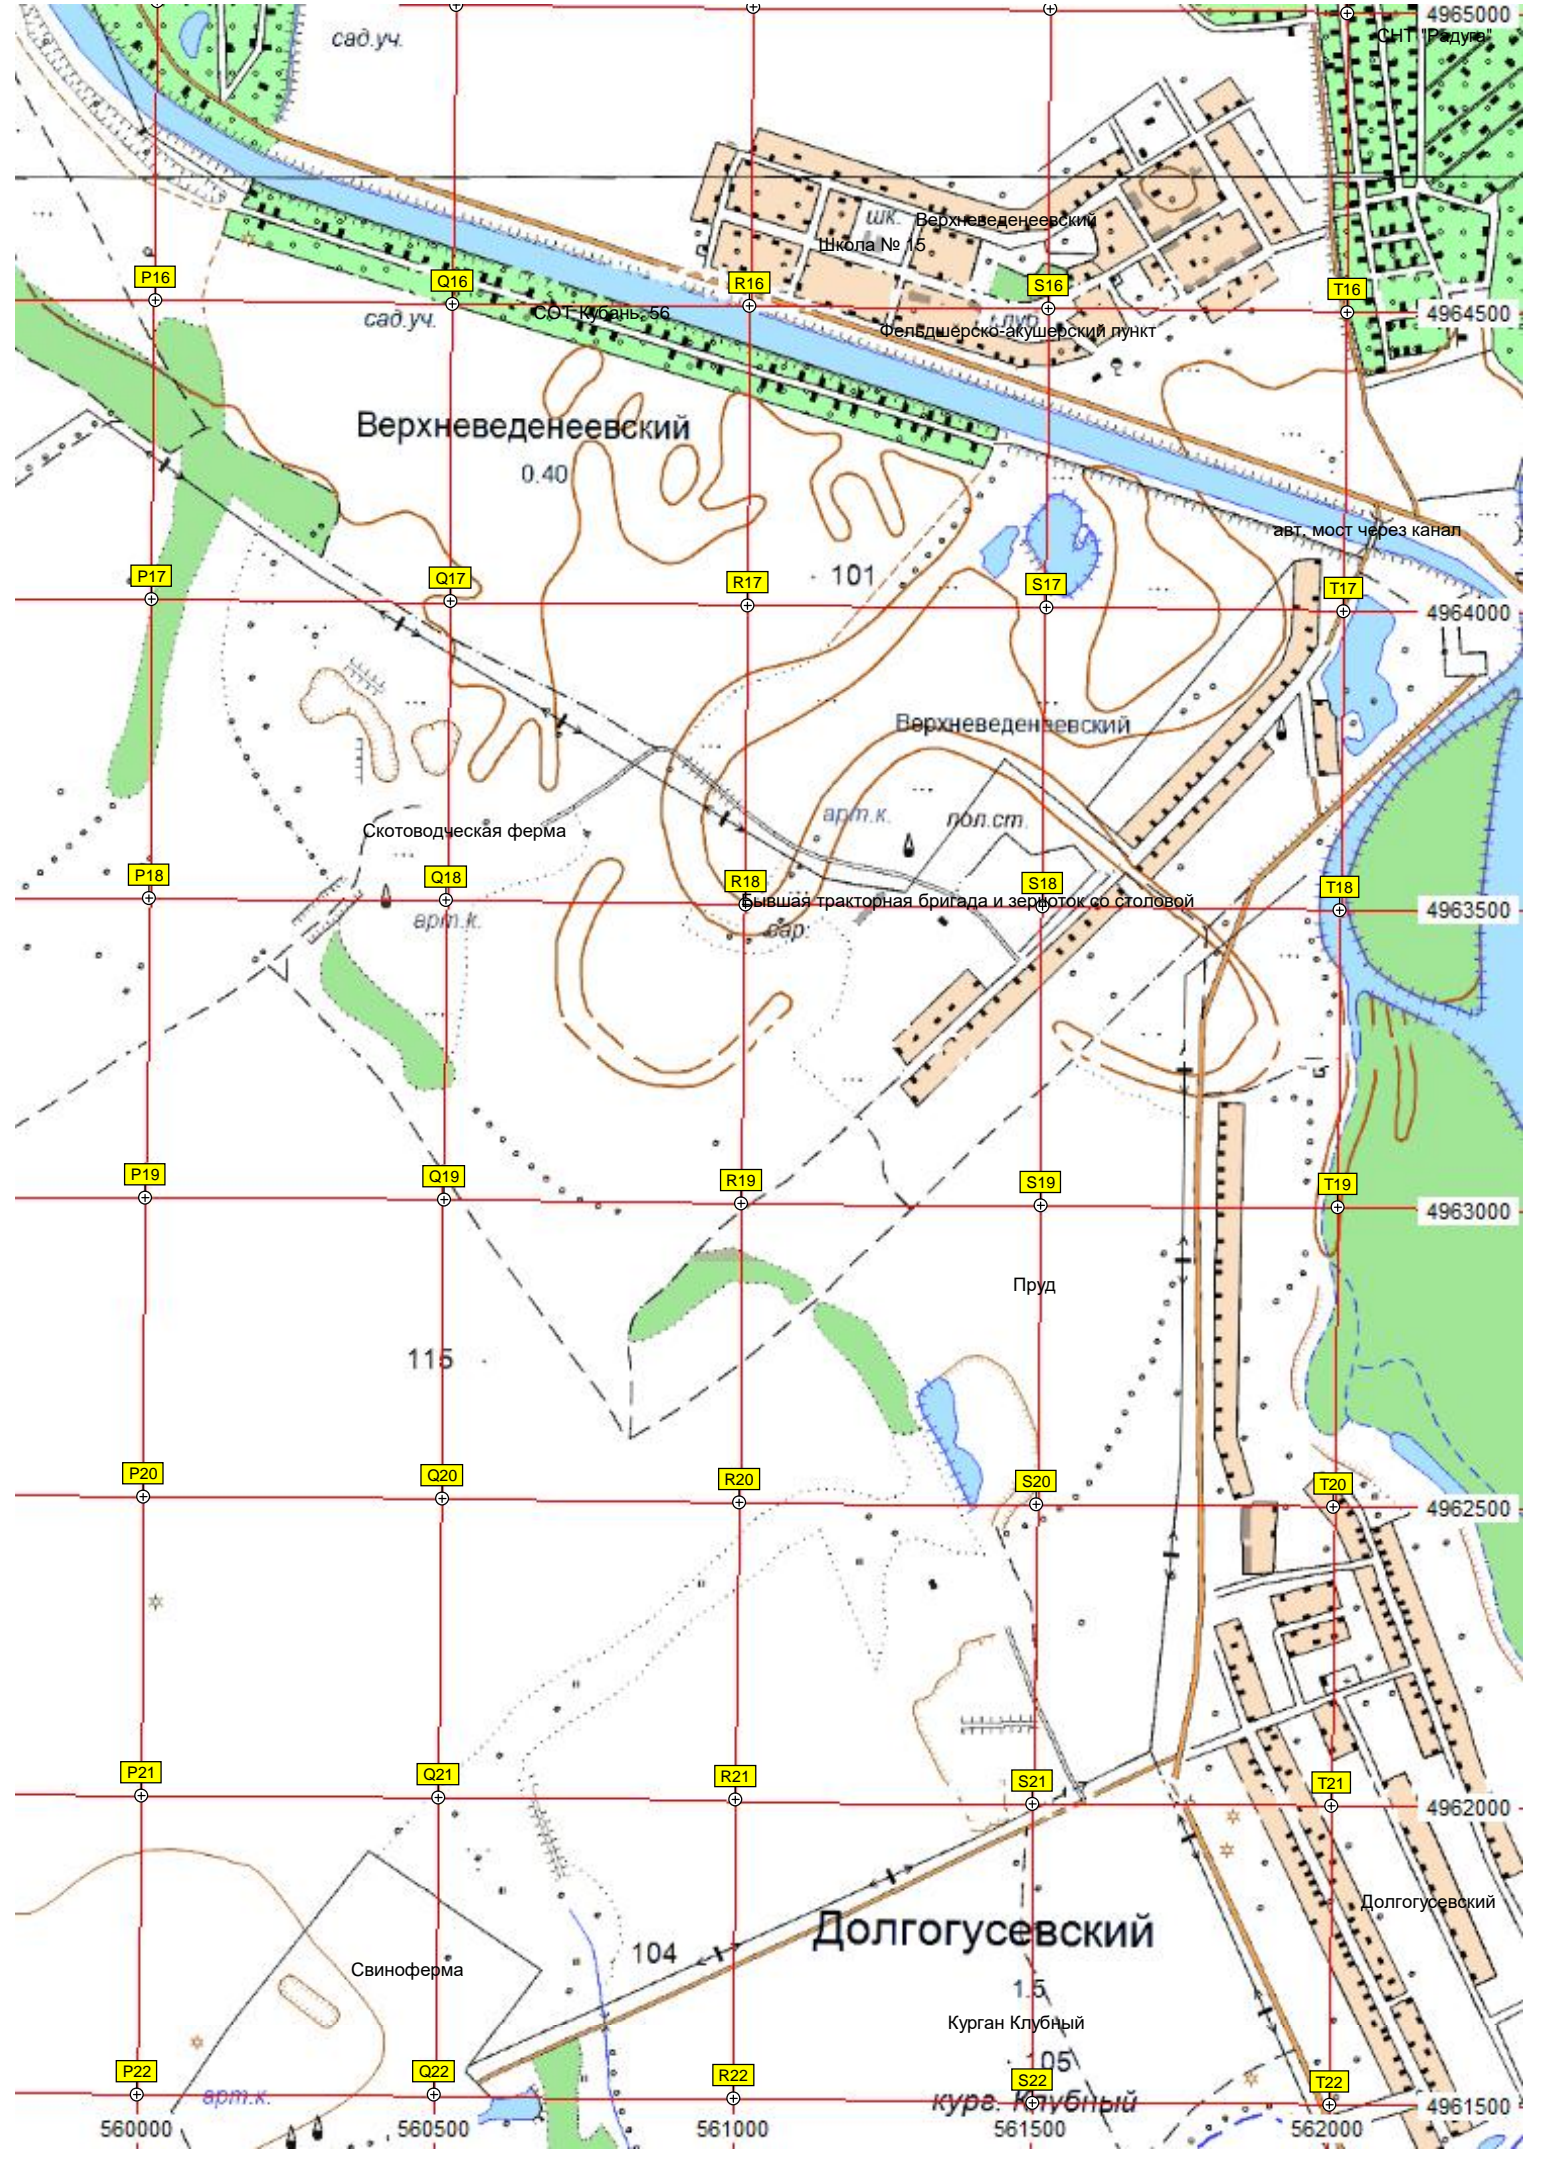 4965000
СНТ "Радуга"
сад.уч.
шк.
Верхневеденеевский
Школа № 15
P16
Q16
R16
S16
T16
сад.уч.
СОТ Кубань, 56
4964500
Фельдшерско-акушерский пункт
Верхневеденеевский
0.40
авт. мост через канал
101
P17
Q17
R17
S17
T17
4964000
Верхневеденеевский
арт.к.
пол.ст.
Скотоводческая ферма
P18
Q18
R18
S18
T18
Бывшая тракторная бригада и зерноток со столовой
4963500
арт.к.
сар.
P19
Q19
R19
S19
T19
4963000
Пруд
115
P20
Q20
R20
S20
T20
4962500
P21
Q21
R21
S21
T21
4962000
Долгогусевский
Долгогусевский
104
Свиноферма
1.5
Курган Клубный
105
P22
Q22
R22
S22
T22
арт.к.
кург. Клубный
4961500
560000
560500
561000
561500
562000